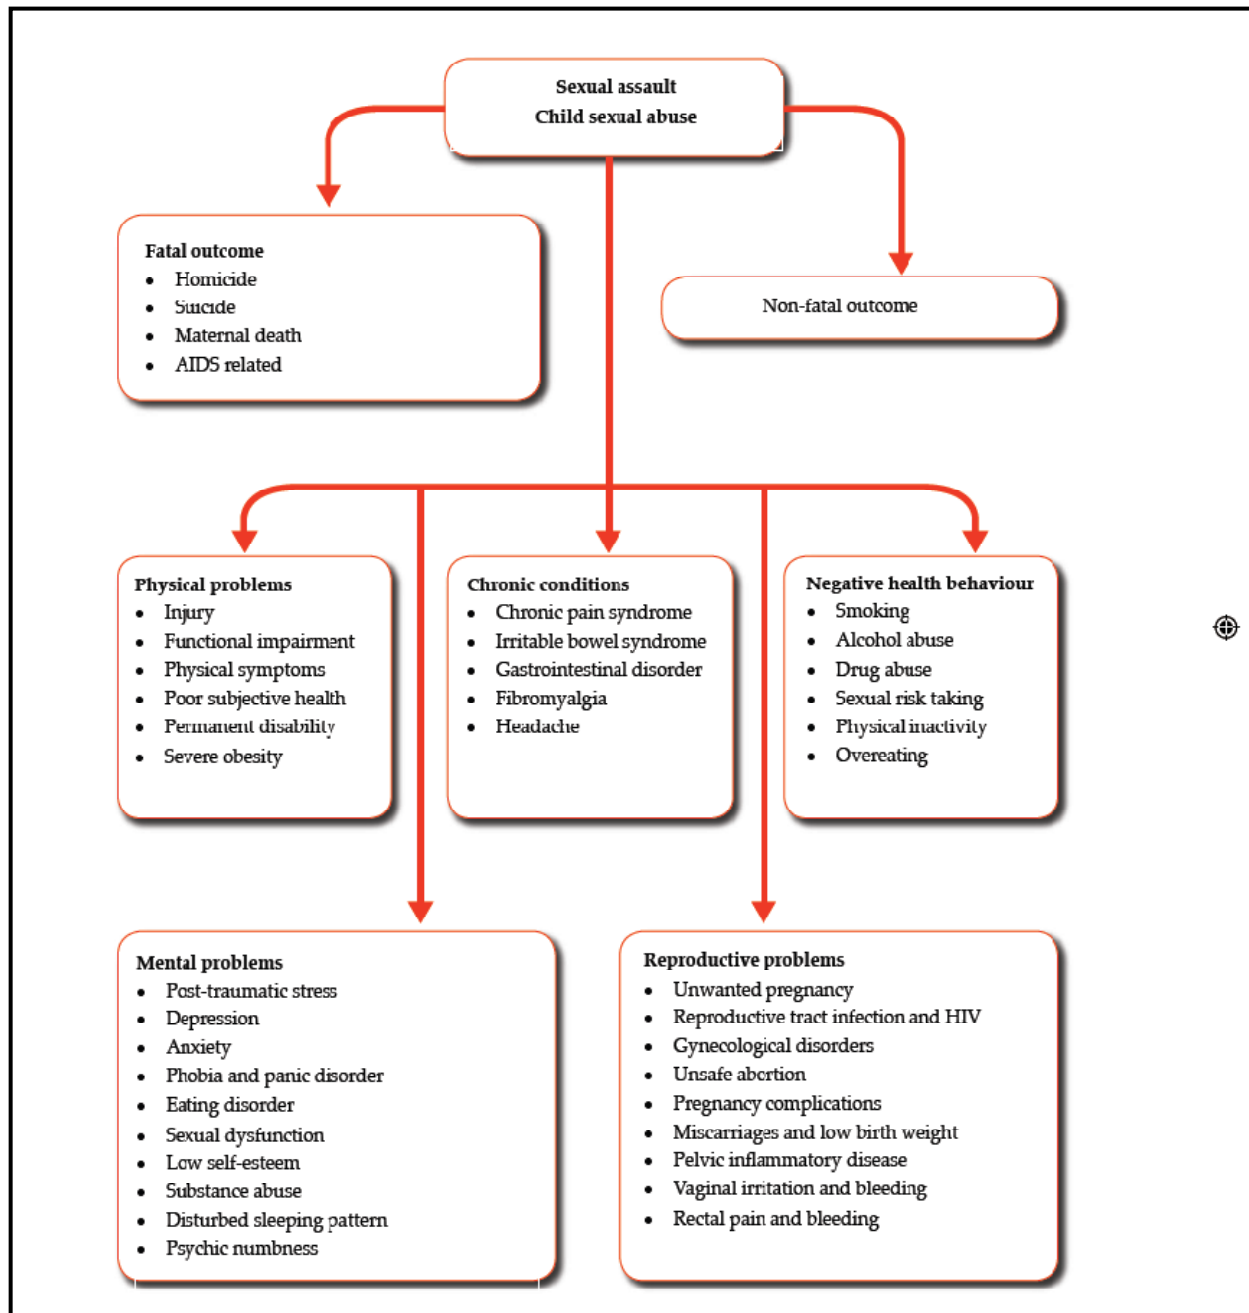 Sexual assault
Child sexual abuse
Fatal outcome
• Homicide
• Suicide
• Maternal death
• AIDS related
Non-fatal outcome
Physical problems
• Injury
• Functional impairment
• Physical symptoms
• Poor subjective health
• Permanent disability
• Severe obesity
Chronic conditions
• Chronic pain syndrome
• Irritable bowel syndrome
• Gastrointestinal disorder
• Fibromyalgia
• Headache
Negative health behaviour
• Smoking
• Alcohol abuse
• Drug abuse
• Sexual risk taking
• Physical inactivity
• Overeating
Mental problems
• Post-traumatic stress
• Depression
• Anxiety
• Phobia and panic disorder
• Eating disorder
• Sexual dysfunction
• Low self-esteem
• Substance abuse
• Disturbed sleeping pattern
• Psychic numbness
Reproductive problems
• Unwanted pregnancy
• Reproductive tract infection and HIV
• Gynecological disorders
• Unsafe abortion
• Pregnancy complications
• Miscarriages and low birth weight
• Pelvic inflammatory disease
• Vaginal irritation and bleeding
• Rectal pain and bleeding